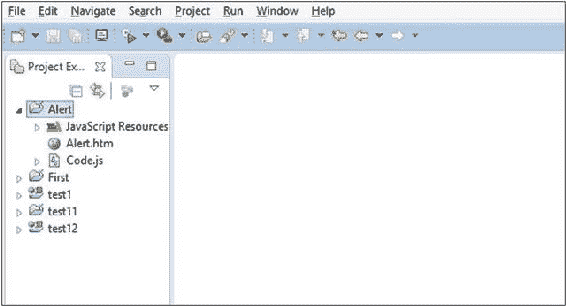 File Edit Navigate Search Project Run Window Help
Project Ex...
Alert
JavaScript Resources
Alert.htm
Code.js
First
test1
test11
test12